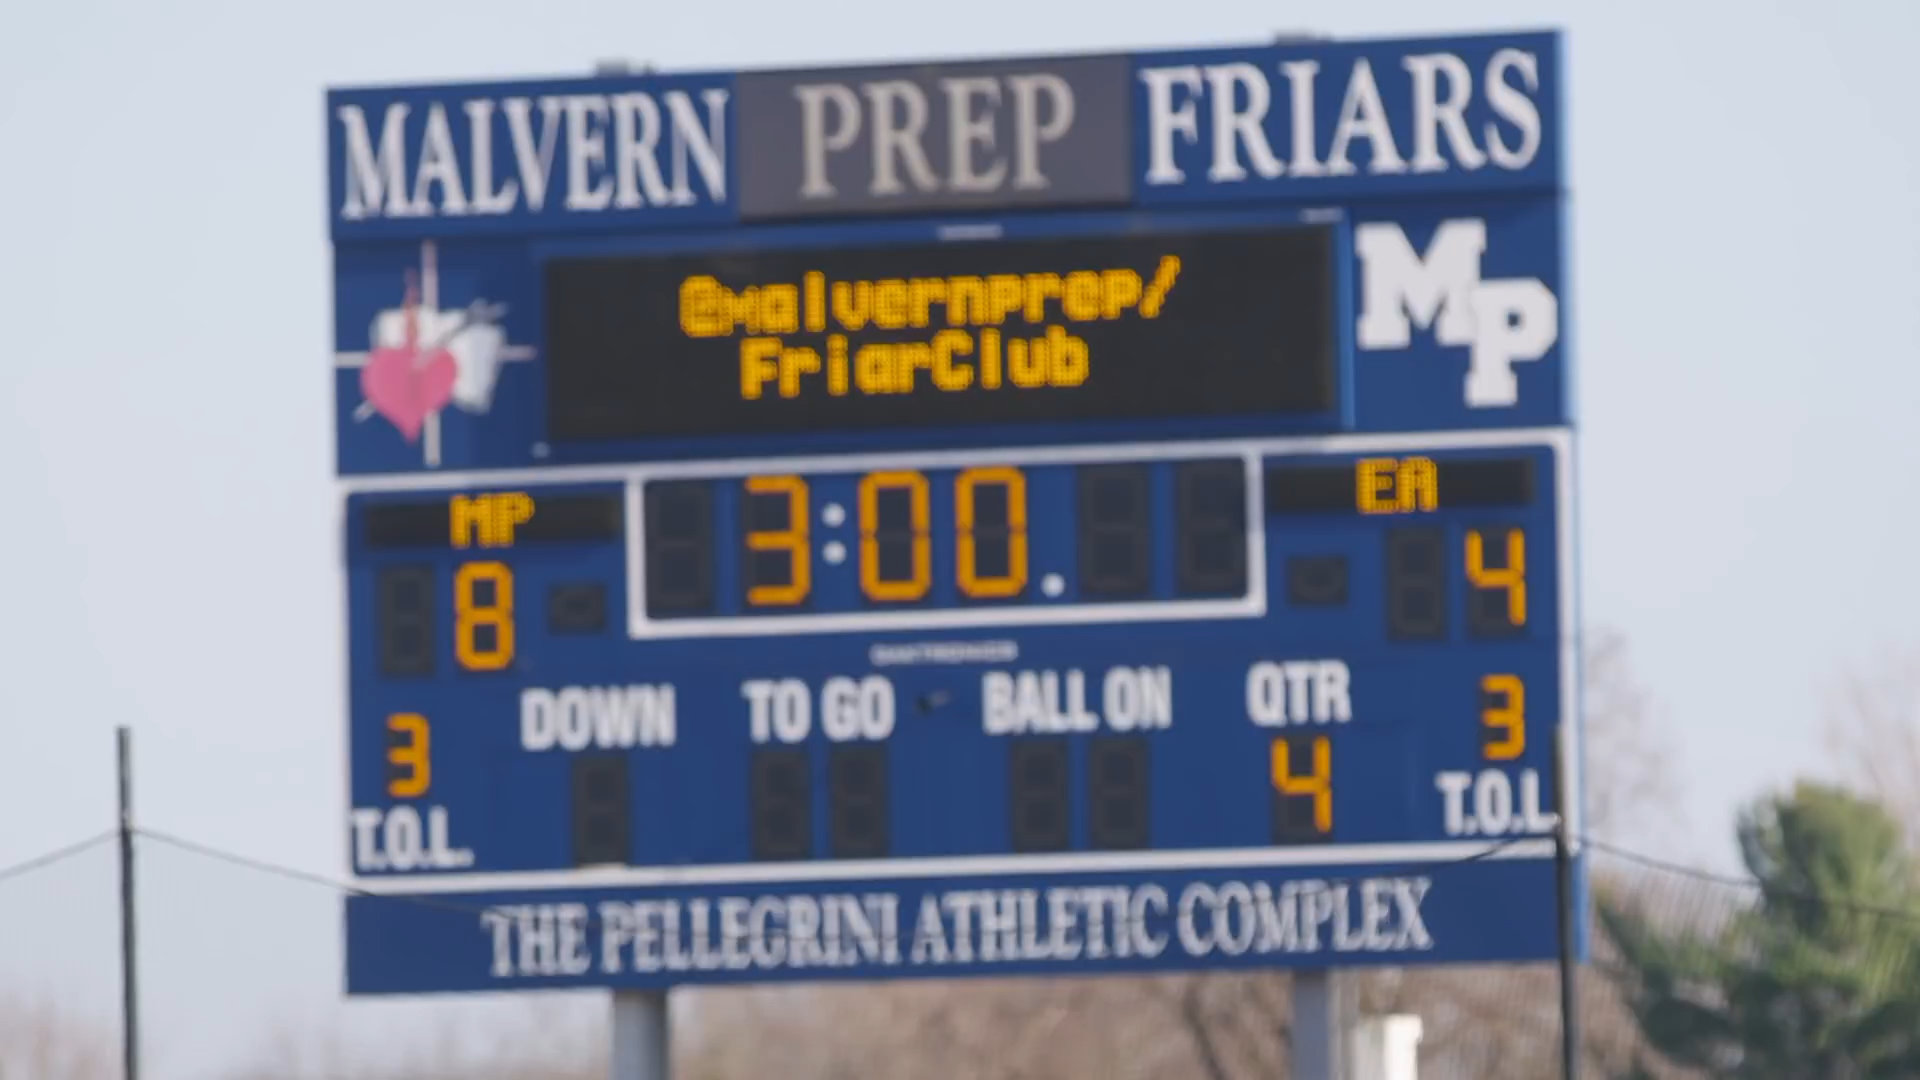 MALVERN PREP FRIARS
@malvernprep/
FriarClub
MP
MP 3:00. EA
8 4
DAKTRONICS
DOWN TO GO BALL ON QTR
3 4 3
T.O.L. T.O.L.
THE PELLEGRINI ATHLETIC COMPLEX